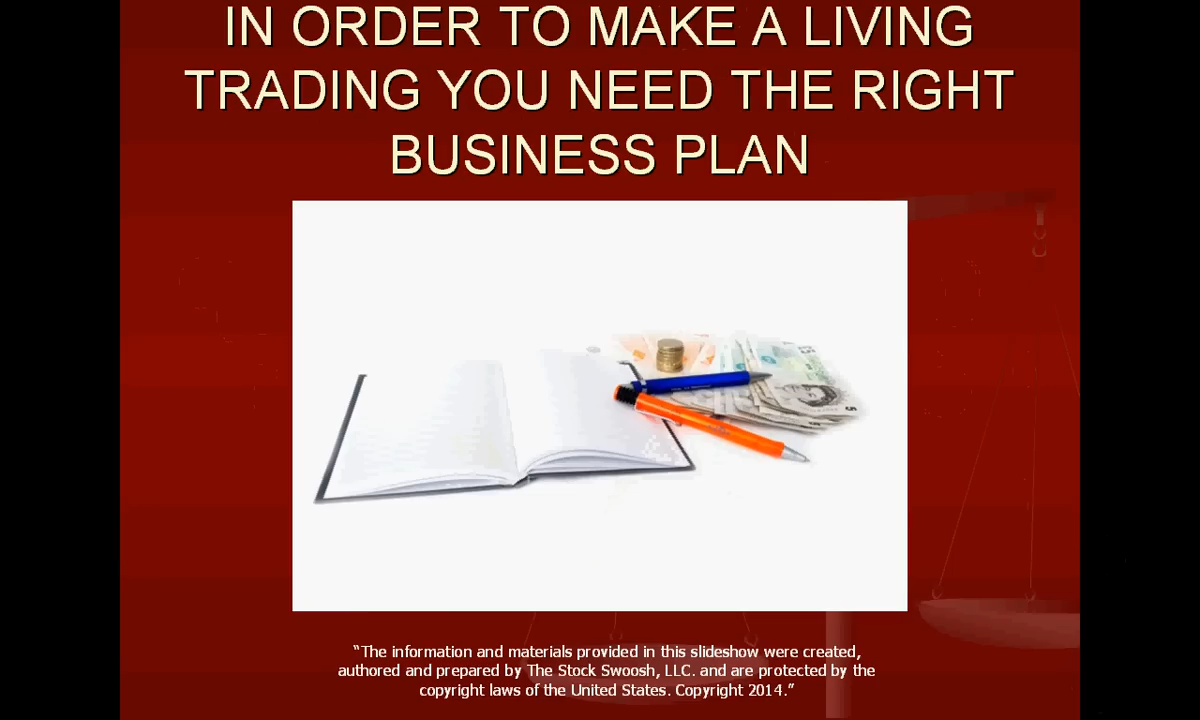 IN ORDER TO MAKE A LIVING
TRADING YOU NEED THE RIGHT
BUSINESS PLAN
“The information and materials provided in this slideshow were created,
authored and prepared by The Stock Swoosh, LLC. and are protected by the
copyright laws of the United States. Copyright 2014.”